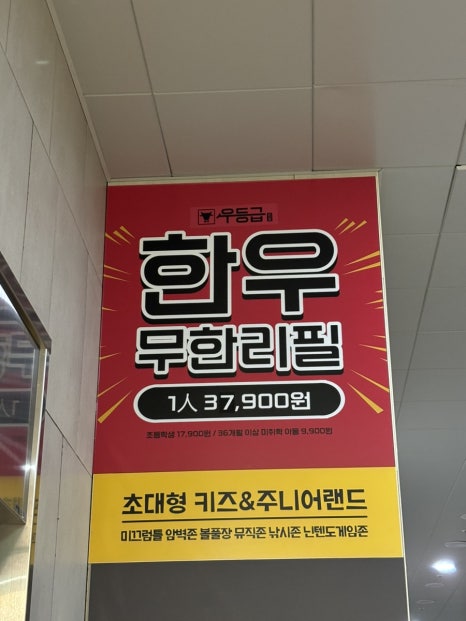 우등급
한우
무한리필
1人 37,900원
초등학생 17,900원 / 36개월 이상 미취학 아동 9,900원
초대형 키즈&주니어랜드
미끄럼틀 암벽존 볼풀장 뮤직존 낚시존 닌텐도게임존